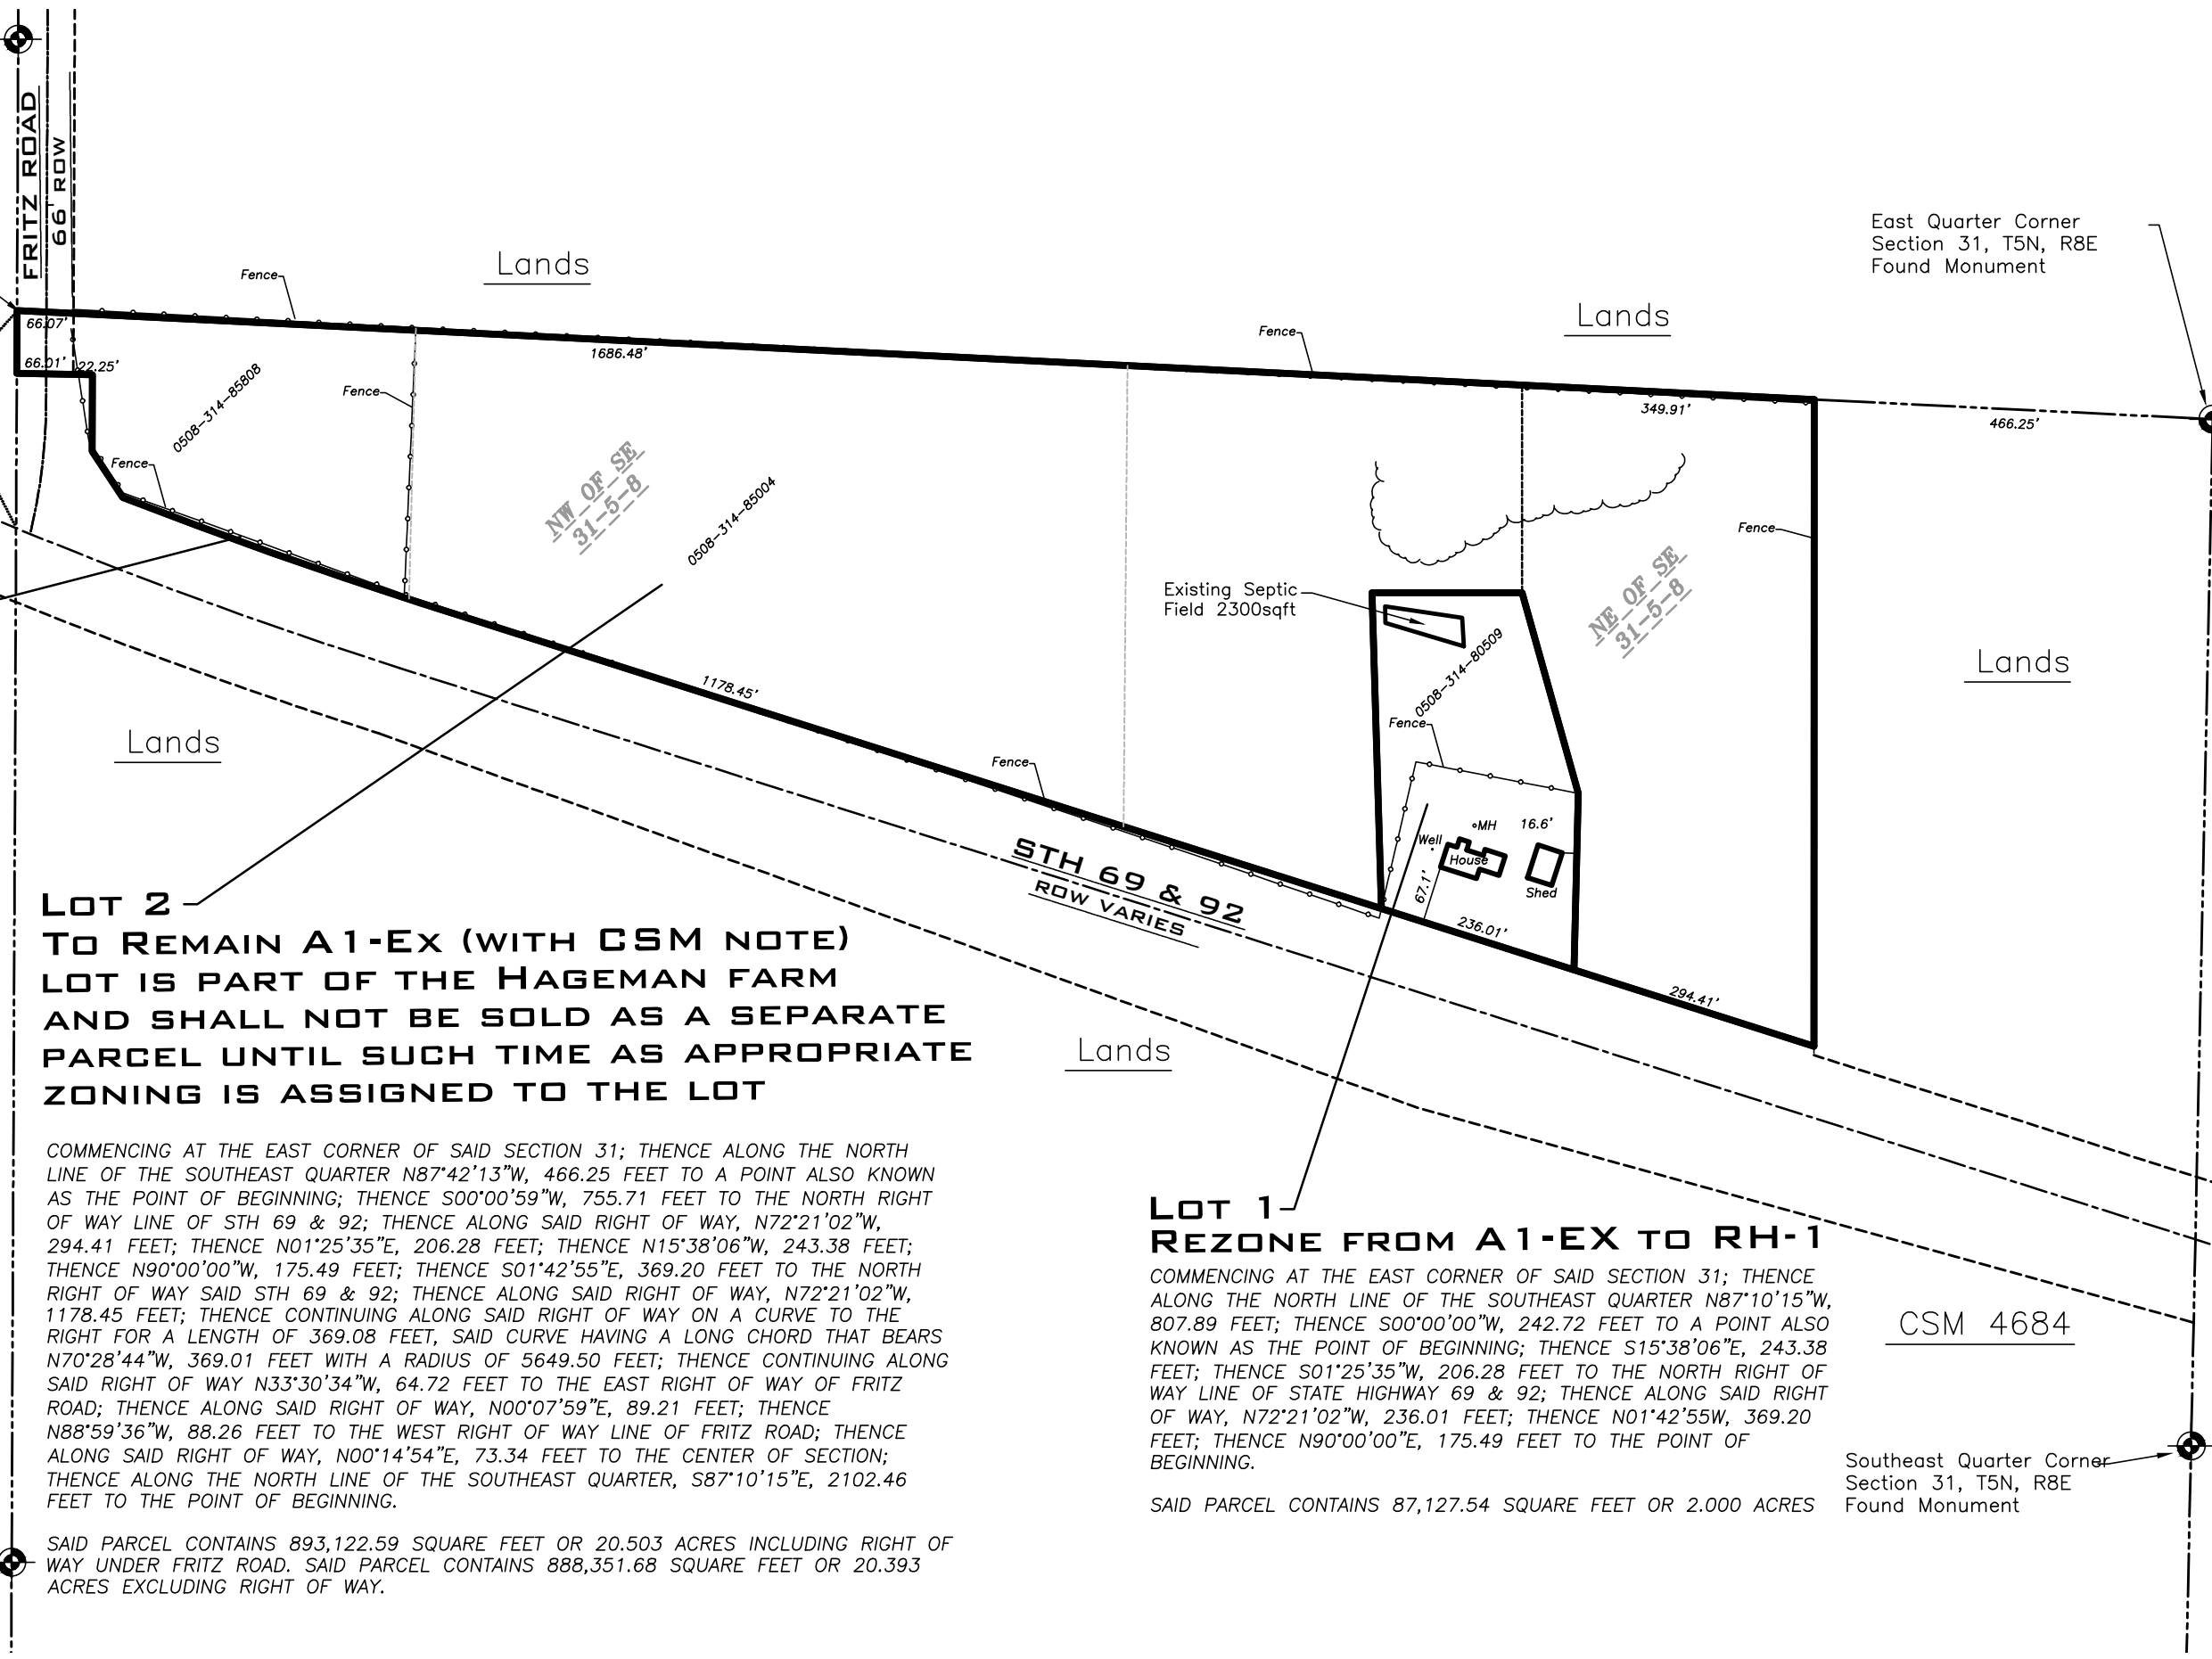 FRITZ ROAD
66' ROW
East Quarter Corner
Section 31, T5N, R8E
Found Monument
Lands
Fence
Lands
Fence
66.07'
1686.48'
66.01'
22.25'
0508-314-85808
Fence
349.91'
466.25'
Fence
NW OF SE
31-5-8
0508-314-85004
Fence
NE OF SE
31-5-8
Existing Septic
Field 2300sqft
0508-314-80509
Lands
1178.45'
Fence
Lands
Fence
MH
16.6'
Well
House
Shed
67.1'
STH 69 & 92
ROW VARIES
236.01'
294.41'
Lands
LOT 2
TO REMAIN A1-EX (WITH CSM NOTE)
LOT IS PART OF THE HAGEMAN FARM
AND SHALL NOT BE SOLD AS A SEPARATE
PARCEL UNTIL SUCH TIME AS APPROPRIATE
ZONING IS ASSIGNED TO THE LOT
COMMENCING AT THE EAST CORNER OF SAID SECTION 31; THENCE ALONG THE NORTH
LINE OF THE SOUTHEAST QUARTER N87°42'13"W, 466.25 FEET TO A POINT ALSO KNOWN
AS THE POINT OF BEGINNING; THENCE S00°00'59"W, 755.71 FEET TO THE NORTH RIGHT
OF WAY LINE OF STH 69 & 92; THENCE ALONG SAID RIGHT OF WAY, N72°21'02"W,
294.41 FEET; THENCE N01°25'35"E, 206.28 FEET; THENCE N15°38'06"W, 243.38 FEET;
THENCE N90°00'00"W, 175.49 FEET; THENCE S01°42'55"E, 369.20 FEET TO THE NORTH
RIGHT OF WAY SAID STH 69 & 92; THENCE ALONG SAID RIGHT OF WAY, N72°21'02"W,
1178.45 FEET; THENCE CONTINUING ALONG SAID RIGHT OF WAY ON A CURVE TO THE
RIGHT FOR A LENGTH OF 369.08 FEET, SAID CURVE HAVING A LONG CHORD THAT BEARS
N70°28'44"W, 369.01 FEET WITH A RADIUS OF 5649.50 FEET; THENCE CONTINUING ALONG
SAID RIGHT OF WAY N33°30'34"W, 64.72 FEET TO THE EAST RIGHT OF WAY OF FRITZ
ROAD; THENCE ALONG SAID RIGHT OF WAY, N00°07'59"E, 89.21 FEET; THENCE
N88°59'36"W, 88.26 FEET TO THE WEST RIGHT OF WAY LINE OF FRITZ ROAD; THENCE
ALONG SAID RIGHT OF WAY, N00°14'54"E, 73.34 FEET TO THE CENTER OF SECTION;
THENCE ALONG THE NORTH LINE OF THE SOUTHEAST QUARTER, S87°10'15"E, 2102.46
FEET TO THE POINT OF BEGINNING.
SAID PARCEL CONTAINS 893,122.59 SQUARE FEET OR 20.503 ACRES INCLUDING RIGHT OF
WAY UNDER FRITZ ROAD. SAID PARCEL CONTAINS 888,351.68 SQUARE FEET OR 20.393
ACRES EXCLUDING RIGHT OF WAY.
LOT 1
REZONE FROM A1-EX TO RH-1
COMMENCING AT THE EAST CORNER OF SAID SECTION 31; THENCE
ALONG THE NORTH LINE OF THE SOUTHEAST QUARTER N87°10'15"W,
807.89 FEET; THENCE S00°00'00"W, 242.72 FEET TO A POINT ALSO
KNOWN AS THE POINT OF BEGINNING; THENCE S15°38'06"E, 243.38
FEET; THENCE S01°25'35"W, 206.28 FEET TO THE NORTH RIGHT OF
WAY LINE OF STATE HIGHWAY 69 & 92; THENCE ALONG SAID RIGHT
OF WAY, N72°21'02"W, 236.01 FEET; THENCE N01°42'55W, 369.20
FEET; THENCE N90°00'00"E, 175.49 FEET TO THE POINT OF
BEGINNING.
SAID PARCEL CONTAINS 87,127.54 SQUARE FEET OR 2.000 ACRES
CSM 4684
Southeast Quarter Corner
Section 31, T5N, R8E
Found Monument